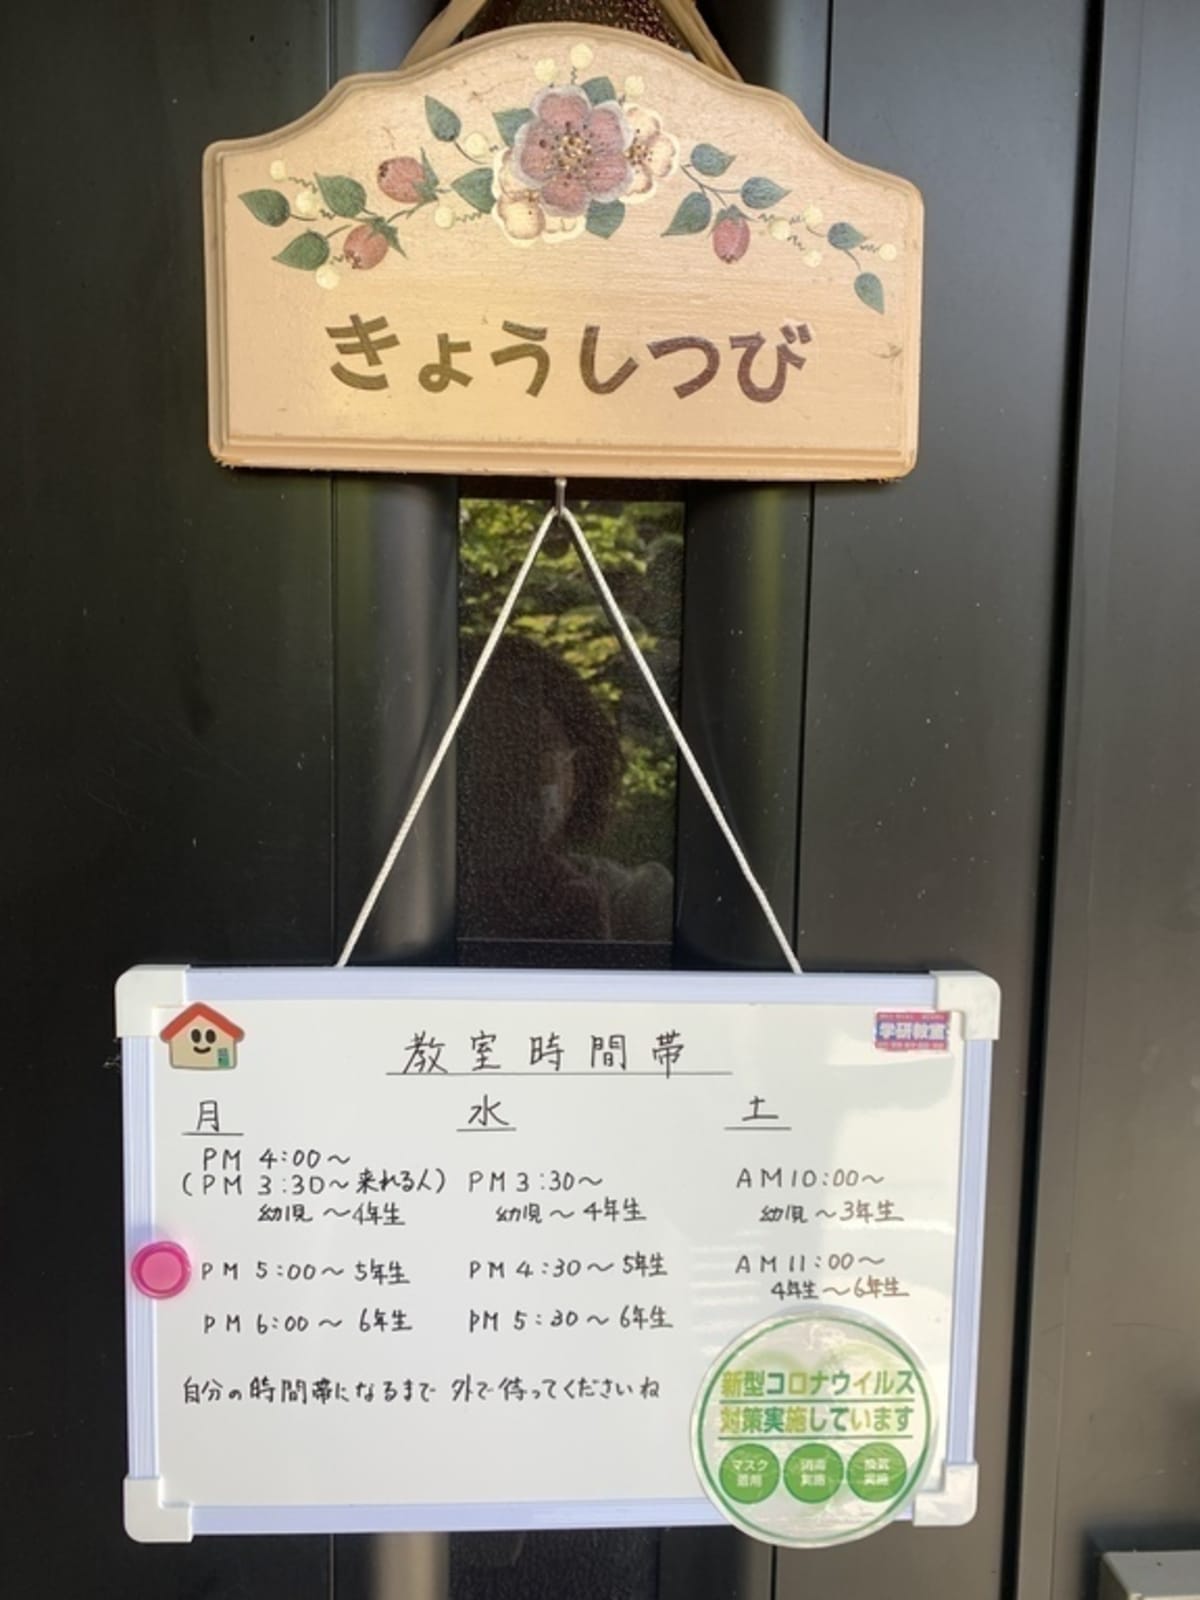 きょうしつび
学研教室
教室時間帯
月
PM 4:00～
(PM 3:30～来れる人)
幼児 ～4年生
PM 5:00～ 5年生
PM 6:00～ 6年生
水
PM 3:30～
幼児～ 4年生
PM 4:30～ 5年生
PM 5:30～ 6年生
土
AM10:00～
幼児 ～3年生
AM 11:00～
4年生～6年生
自分の時間帯になるまで 外で待ってくださいね
新型コロナウイルス
対策実施しています
マスク
着用
消毒
実施
換気
実施